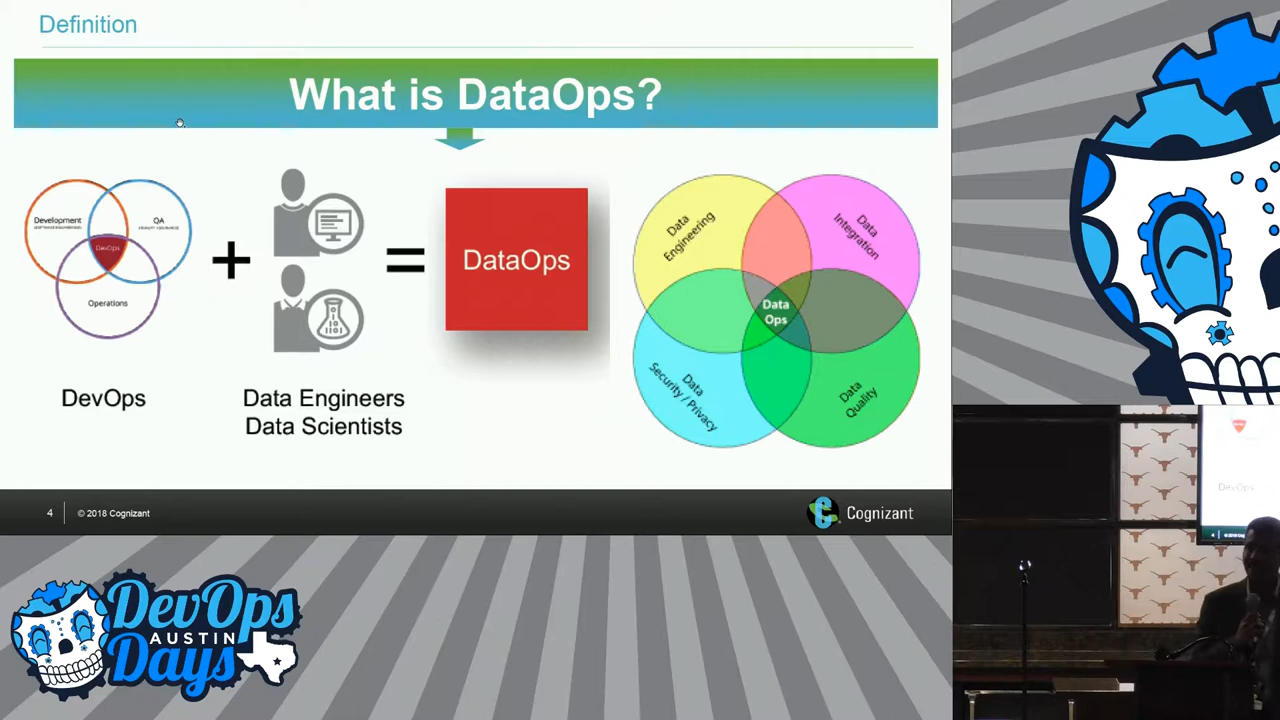 Definition
What is DataOps?
Development
QA
DevOps
Operations
DevOps
Data Engineers
Data Scientists
DataOps
Data
Engineering
Data
Integration
Data
Ops
Data
Security / Privacy
Data
Quality
4
© 2018 Cognizant
Cognizant
DevOps
AUSTIN
Days
DevOps